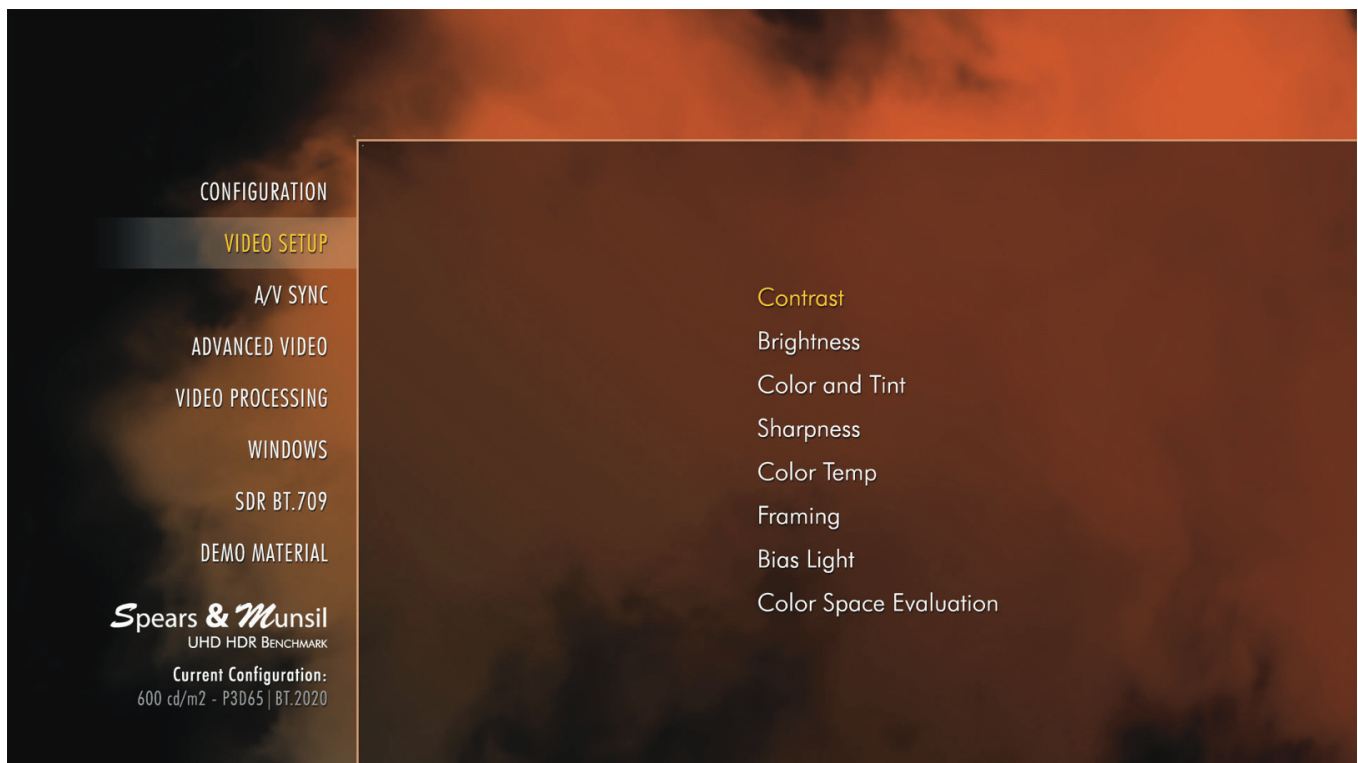 CONFIGURATION
VIDEO SETUP
A/V SYNC
ADVANCED VIDEO
VIDEO PROCESSING
WINDOWS
SDR BT.709
DEMO MATERIAL
Spears & Munsil
UHD HDR BENCHMARK
Current Configuration:
600 cd/m2 - P3D65 | BT.2020
Contrast
Brightness
Color and Tint
Sharpness
Color Temp
Framing
Bias Light
Color Space Evaluation